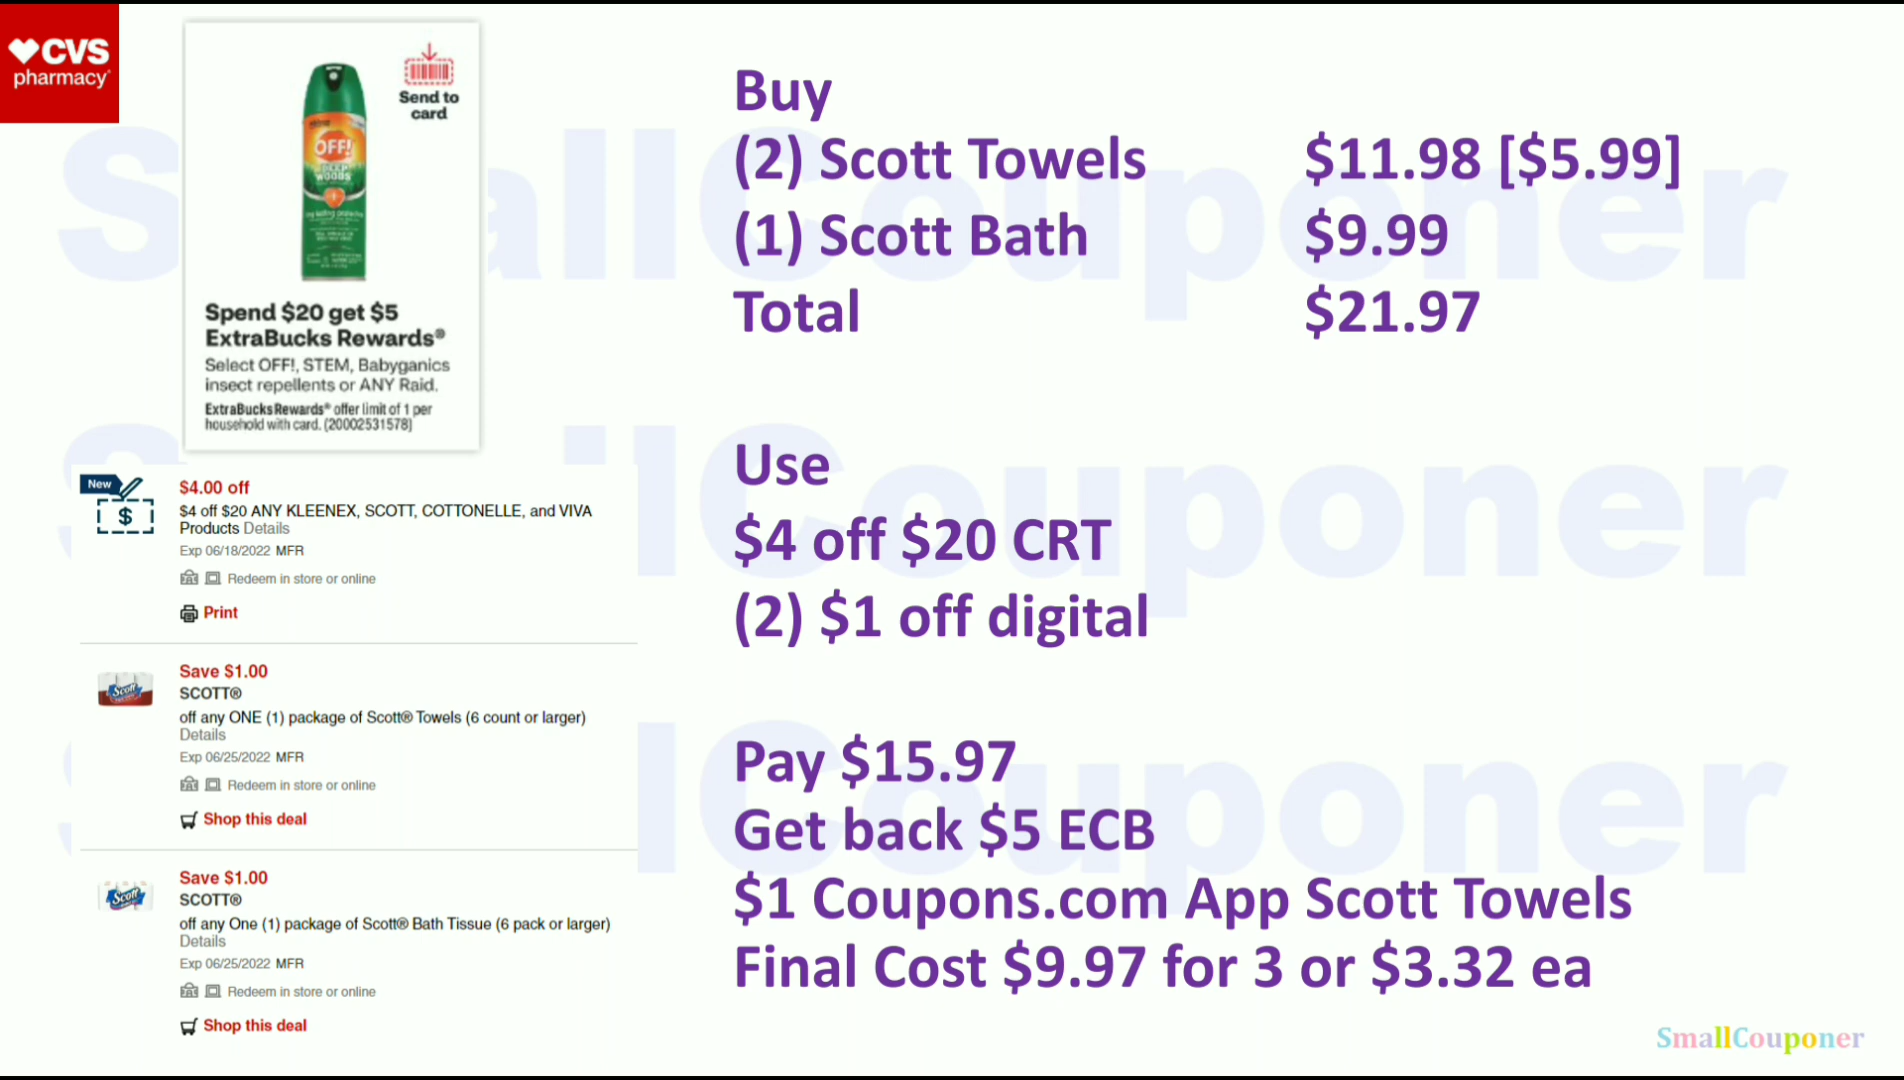 CVS
pharmacy
Send to
card
OFF!
DEEP
WOODS
Spend $20 get $5
ExtraBucks Rewards®
Select OFF!, STEM, Babyganics
insect repellents or ANY Raid.
ExtraBucksRewards® offer limit of 1 per
household with card. (20002531578)
New
$
$4.00 off
$4 off $20 ANY KLEENEX, SCOTT, COTTONELLE, and VIVA
Products Details
Exp 06/18/2022 MFR
Redeem in store or online
Print
Scott
Save $1.00
SCOTT®
off any ONE (1) package of Scott® Towels (6 count or larger)
Details
Exp 06/25/2022 MFR
Redeem in store or online
Shop this deal
Scott
Save $1.00
SCOTT®
off any One (1) package of Scott® Bath Tissue (6 pack or larger)
Details
Exp 06/25/2022 MFR
Redeem in store or online
Shop this deal
Buy
(2) Scott Towels $11.98 [$5.99]
(1) Scott Bath $9.99
Total $21.97
Use
$4 off $20 CRT
(2) $1 off digital
Pay $15.97
Get back $5 ECB
$1 Coupons.com App Scott Towels
Final Cost $9.97 for 3 or $3.32 ea
SmallCouponer